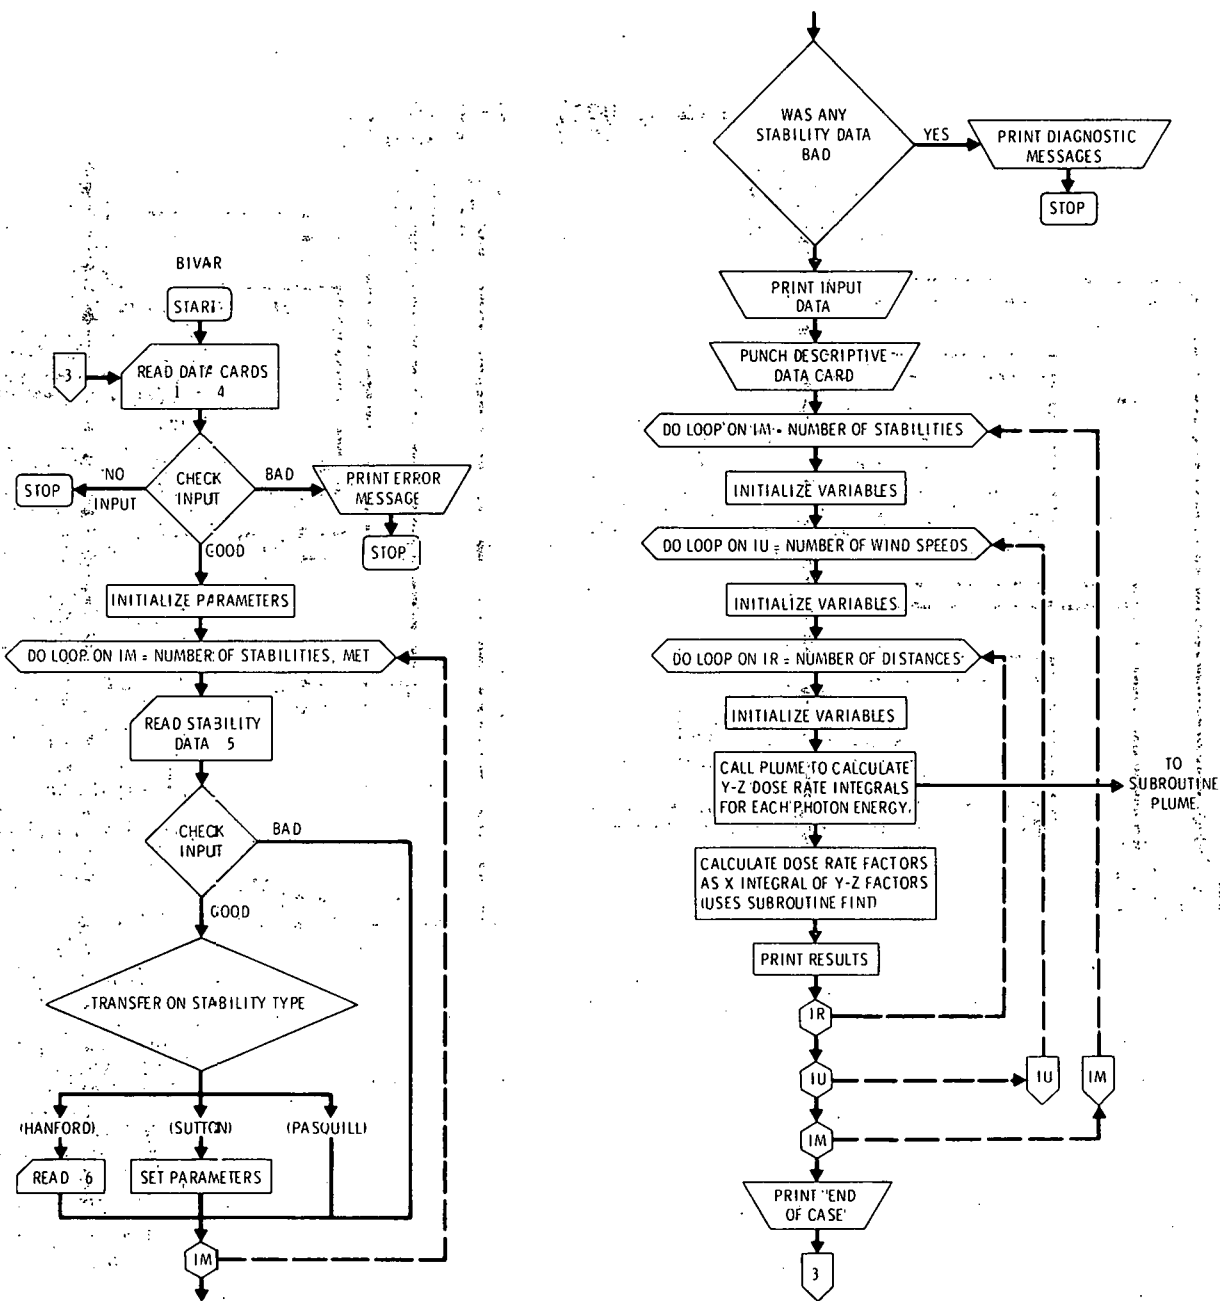 BIVAR
START
3
READ DATA CARDS
1 - 4
NO
INPUT
STOP
CHECK
INPUT
BAD
PRINT ERROR
MESSAGE
STOP
GOOD
INITIALIZE PARAMETERS
DO LOOP ON IM = NUMBER OF STABILITIES, MET
READ STABILITY
DATA 5
CHECK
INPUT
BAD
GOOD
TRANSFER ON STABILITY TYPE
(HANFORD)
(SUTTON)
(PASQUILL)
READ 6
SET PARAMETERS
IM
WAS ANY
STABILITY DATA
BAD
YES
PRINT DIAGNOSTIC
MESSAGES
STOP
PRINT INPUT
DATA
PUNCH DESCRIPTIVE
DATA CARD
DO LOOP ON IM = NUMBER OF STABILITIES
INITIALIZE VARIABLES
DO LOOP ON IU = NUMBER OF WIND SPEEDS
INITIALIZE VARIABLES
DO LOOP ON IR = NUMBER OF DISTANCES
INITIALIZE VARIABLES
CALL PLUME TO CALCULATE
Y-Z DOSE RATE INTEGRALS
FOR EACH PHOTON ENERGY.
TO
SUBROUTINE
PLUME
CALCULATE DOSE RATE FACTORS
AS X INTEGRAL OF Y-Z FACTORS
(USES SUBROUTINE FINT)
PRINT RESULTS
IR
IU
IU
IM
IM
PRINT "END
OF CASE"
3